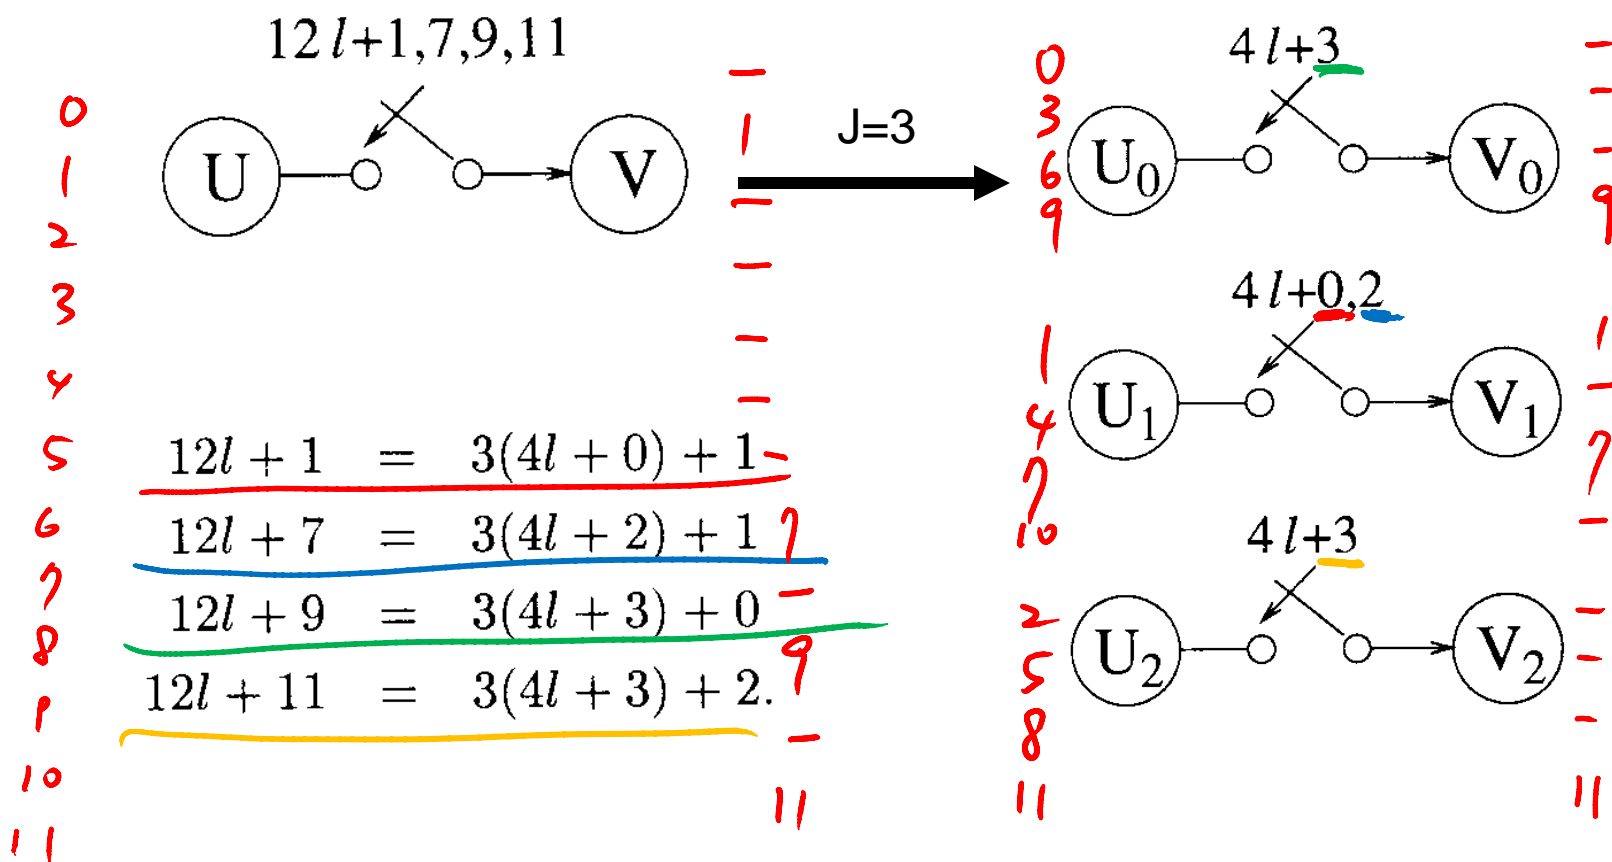 12 l+1,7,9,11
U
V
0
1
2
3
4
5
6
7
8
9
10
11
–
1
–
–
–
–
–
7
–
9
–
11
12l + 1 = 3(4l + 0) + 1
12l + 7 = 3(4l + 2) + 1
12l + 9 = 3(4l + 3) + 0
12l + 11 = 3(4l + 3) + 2.
J=3
4 l+3
U0
V0
0
3
6
9
–
–
–
9
4 l+0,2
U1
V1
1
4
7
10
1
–
7
–
4 l+3
U2
V2
2
5
8
11
–
–
–
11